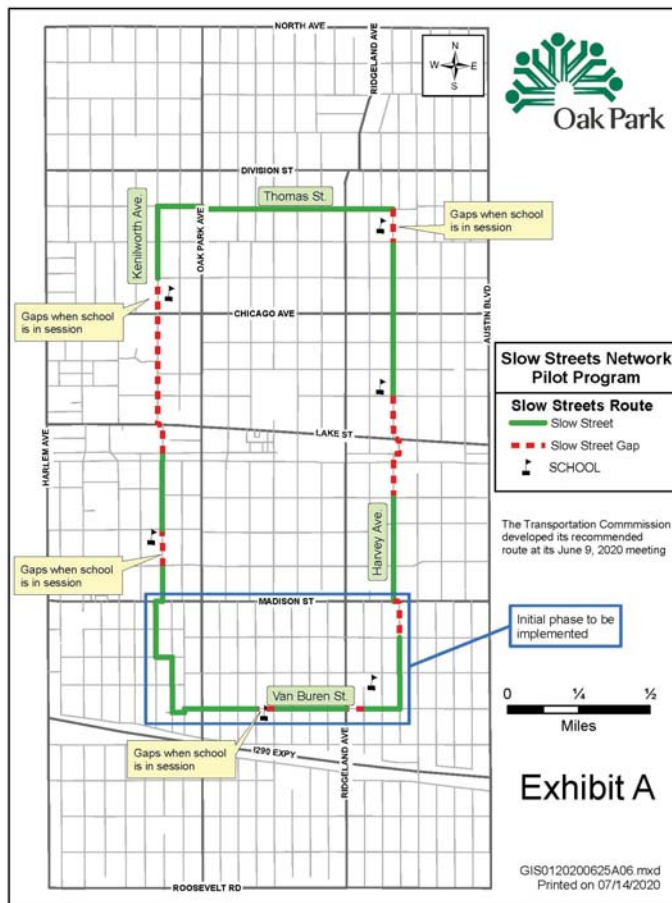 NORTH AVE
RIDGELAND AVE
N
W E
S
Oak Park
DIVISION ST
Thomas St.
Kenilworth Ave.
OAK PARK AVE
Gaps when school
is in session
Gaps when school
is in session
CHICAGO AVE
AUSTIN BLVD
Slow Streets Network
Pilot Program
Slow Streets Route
Slow Street
Slow Street Gap
SCHOOL
HARLEM AVE
LAKE ST
The Transportation Commmission
developed its recommended
route at its June 9, 2020 meeting
Harvey Ave.
Gaps when school
is in session
MADISON ST
Initial phase to be
implemented
Van Buren St.
0 ¼ ½
Miles
Gaps when school
is in session
I290 EXPY
RIDGELAND AVE
Exhibit A
ROOSEVELT RD
GIS0120200625A06.mxd
Printed on 07/14/2020